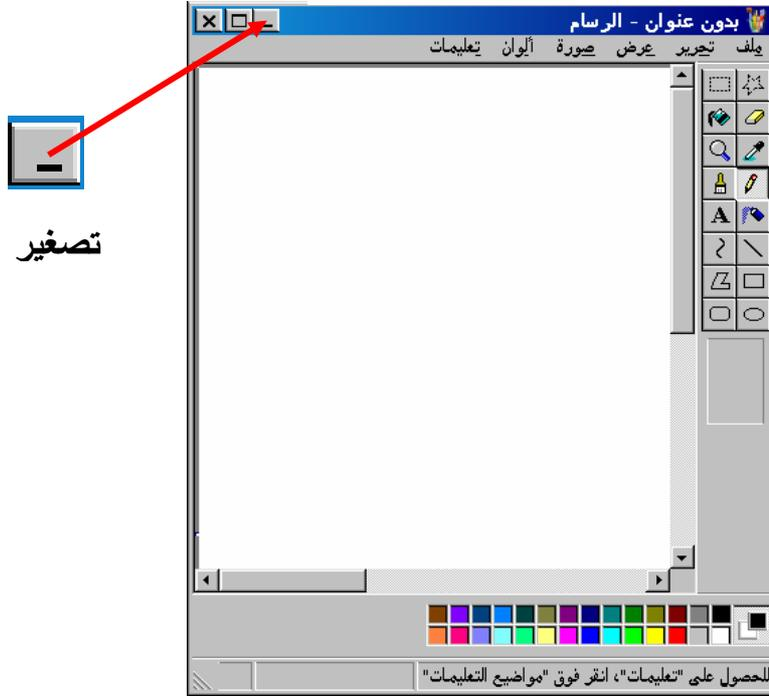 بدون عنوان - الرسام
ملف تحرير عرض صورة ألوان تعليمات
تصغير
A
للحصول على "تعليمات"، انقر فوق "مواضيع التعليمات"